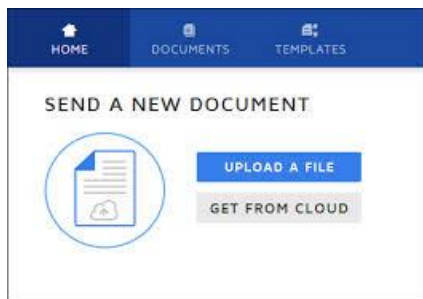 HOME
DOCUMENTS
TEMPLATES
SEND A NEW DOCUMENT
UPLOAD A FILE
GET FROM CLOUD